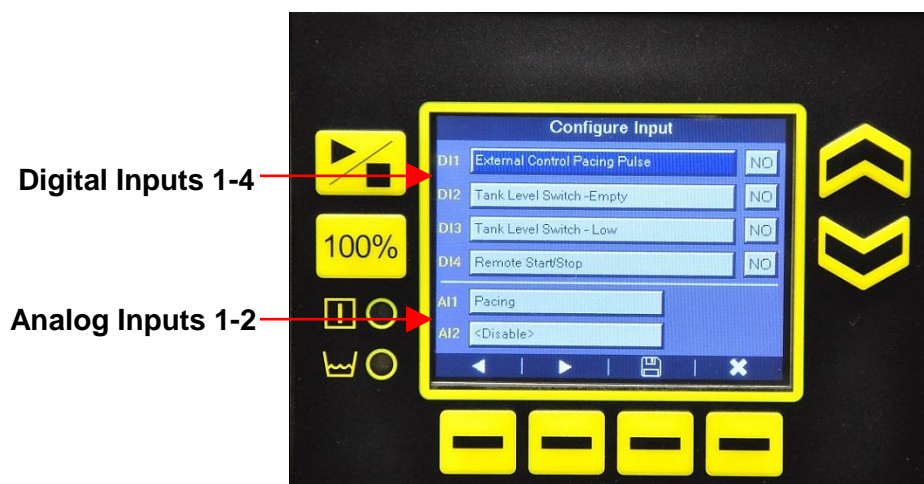 Configure Input
DI1 External Control Pacing Pulse NO
Digital Inputs 1-4
DI2 Tank Level Switch -Empty NO
DI3 Tank Level Switch - Low NO
100%
DI4 Remote Start/Stop NO
AI1 Pacing
Analog Inputs 1-2
AI2 <Disable>